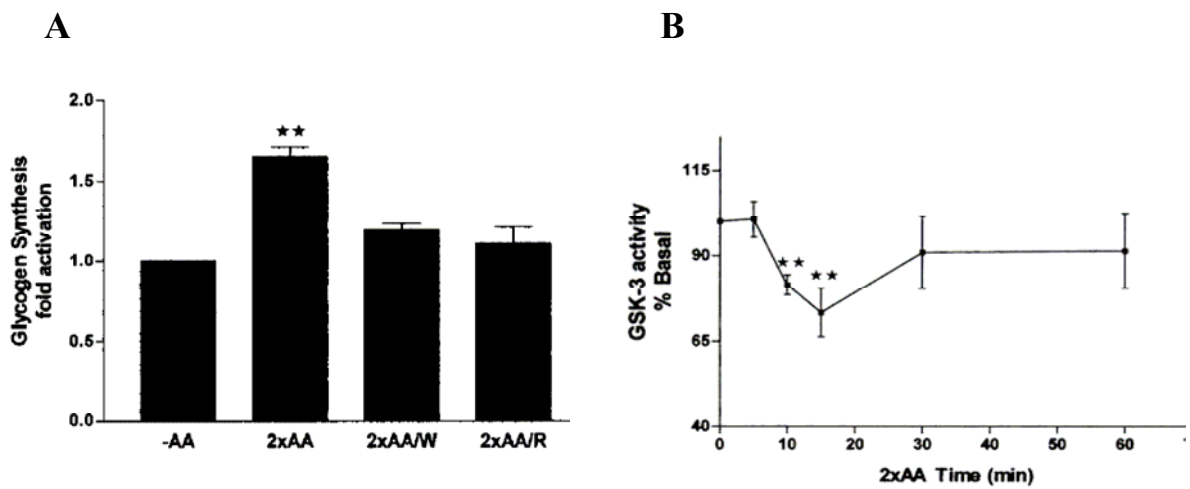 A
Glycogen Synthesis
fold activation
2.0
1.5
1.0
0.5
0.0
★★
-AA
2xAA
2xAA/W
2xAA/R
B
GSK-3 activity
% Basal
115
90
65
40
★★
★★
0
10
20
30
40
50
60
2xAA Time (min)